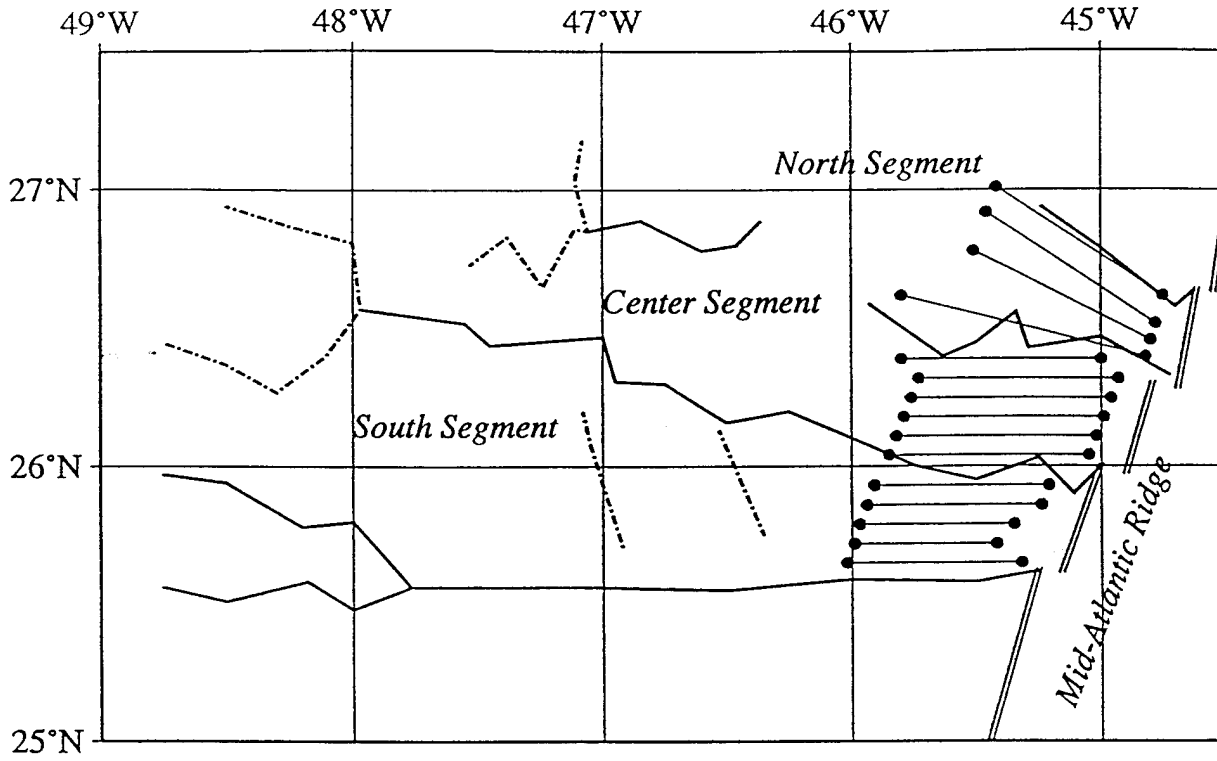 49°W 48°W 47°W 46°W 45°W
North Segment
27°N
Center Segment
South Segment
26°N
Mid-Atlantic Ridge
25°N